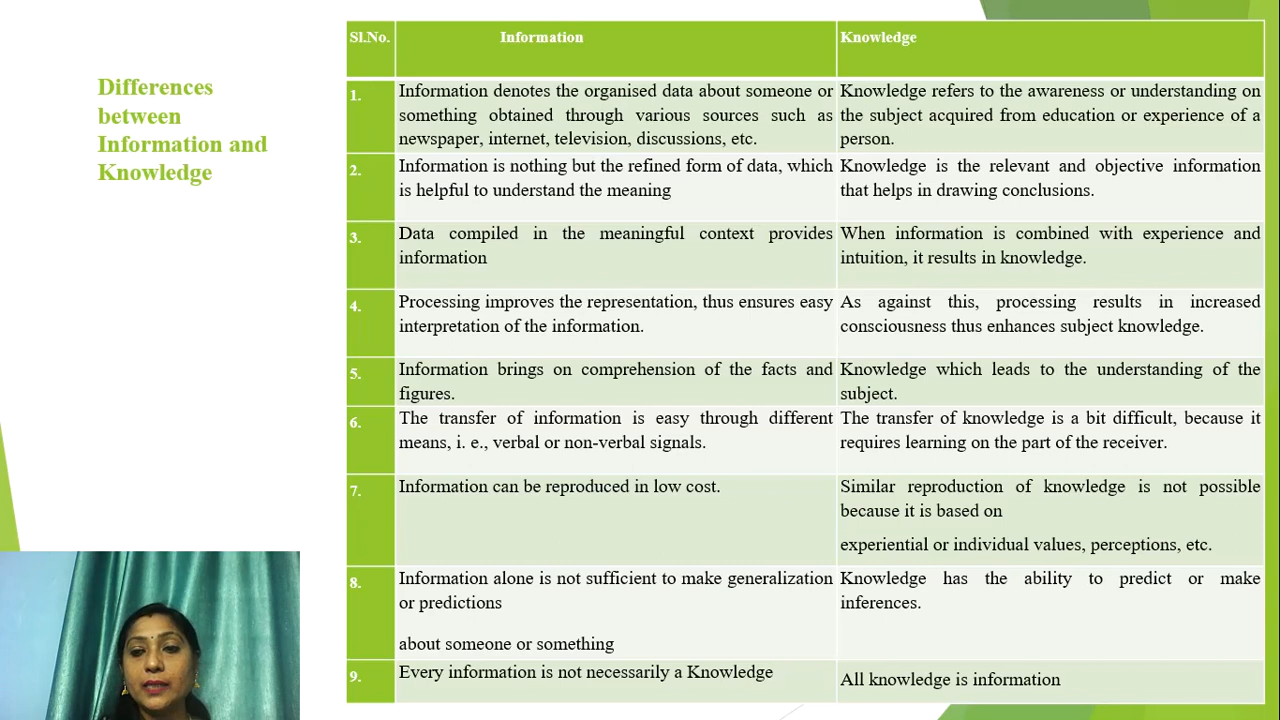 Differences
between
Information and
Knowledge
Sl.No.
Information
Knowledge
1.
Information denotes the organised data about someone or
something obtained through various sources such as
newspaper, internet, television, discussions, etc.
Knowledge refers to the awareness or understanding on
the subject acquired from education or experience of a
person.
2.
Information is nothing but the refined form of data, which
is helpful to understand the meaning
Knowledge is the relevant and objective information
that helps in drawing conclusions.
3.
Data compiled in the meaningful context provides
information
When information is combined with experience and
intuition, it results in knowledge.
4.
Processing improves the representation, thus ensures easy
interpretation of the information.
As against this, processing results in increased
consciousness thus enhances subject knowledge.
5.
Information brings on comprehension of the facts and
figures.
Knowledge which leads to the understanding of the
subject.
6.
The transfer of information is easy through different
means, i. e., verbal or non-verbal signals.
The transfer of knowledge is a bit difficult, because it
requires learning on the part of the receiver.
7.
Information can be reproduced in low cost.
Similar reproduction of knowledge is not possible
because it is based on
experiential or individual values, perceptions, etc.
8.
Information alone is not sufficient to make generalization
or predictions
about someone or something
Knowledge has the ability to predict or make
inferences.
9.
Every information is not necessarily a Knowledge
All knowledge is information